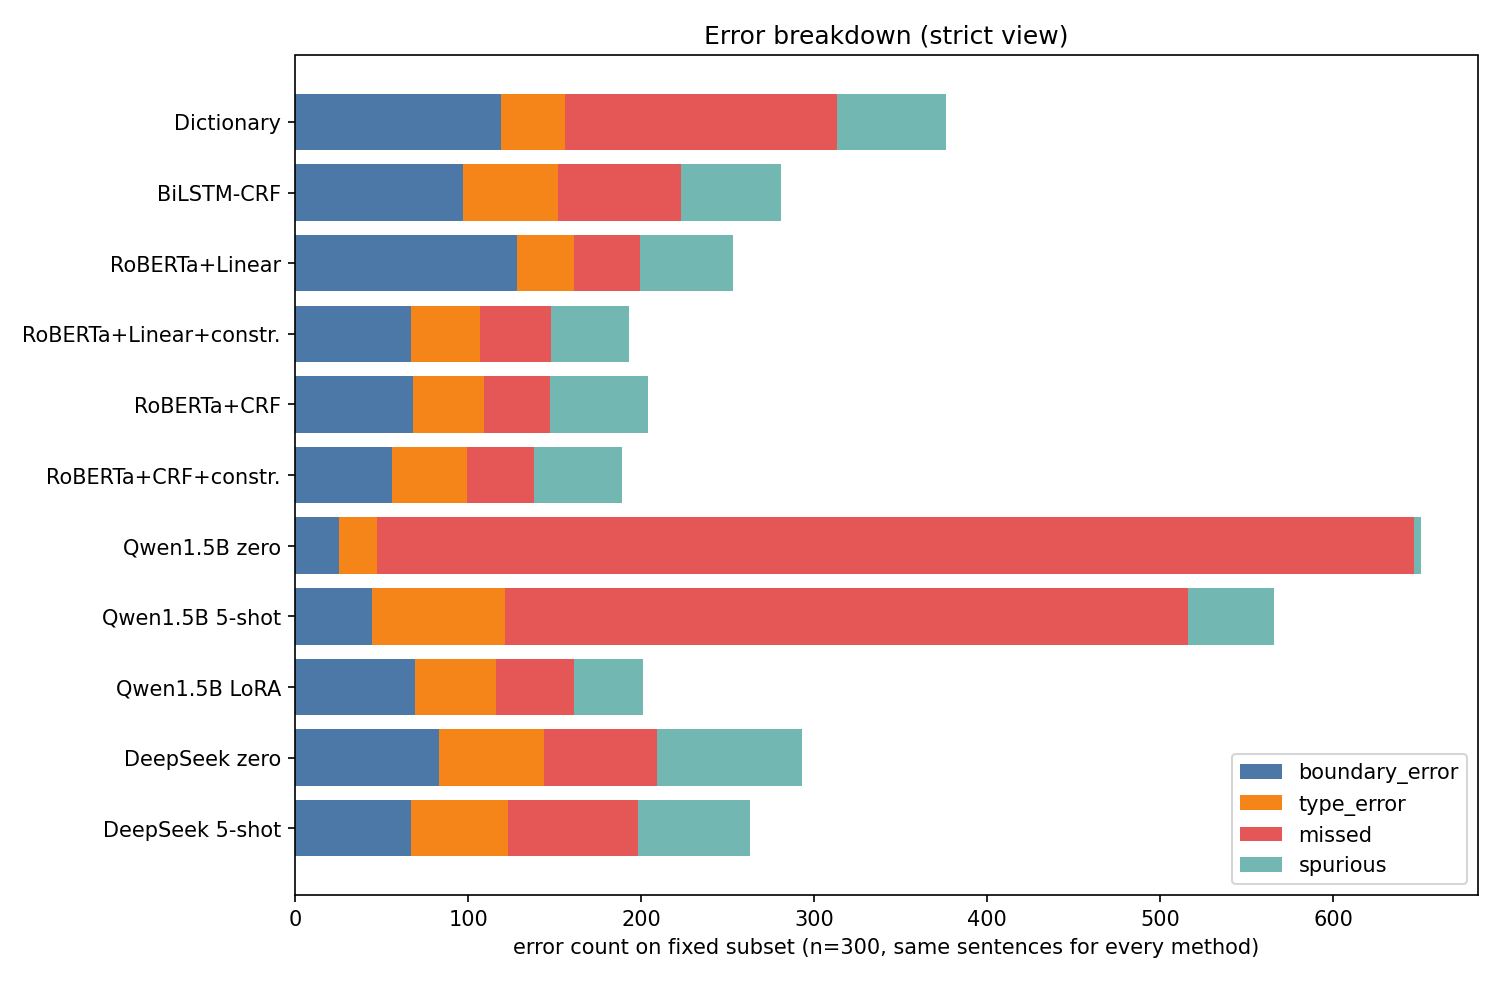 Error breakdown (strict view)
Dictionary
BiLSTM-CRF
RoBERTa+Linear
RoBERTa+Linear+constr.
RoBERTa+CRF
RoBERTa+CRF+constr.
Qwen1.5B zero
Qwen1.5B 5-shot
Qwen1.5B LoRA
DeepSeek zero
DeepSeek 5-shot
boundary_error
type_error
missed
spurious
0 100 200 300 400 500 600
error count on fixed subset (n=300, same sentences for every method)